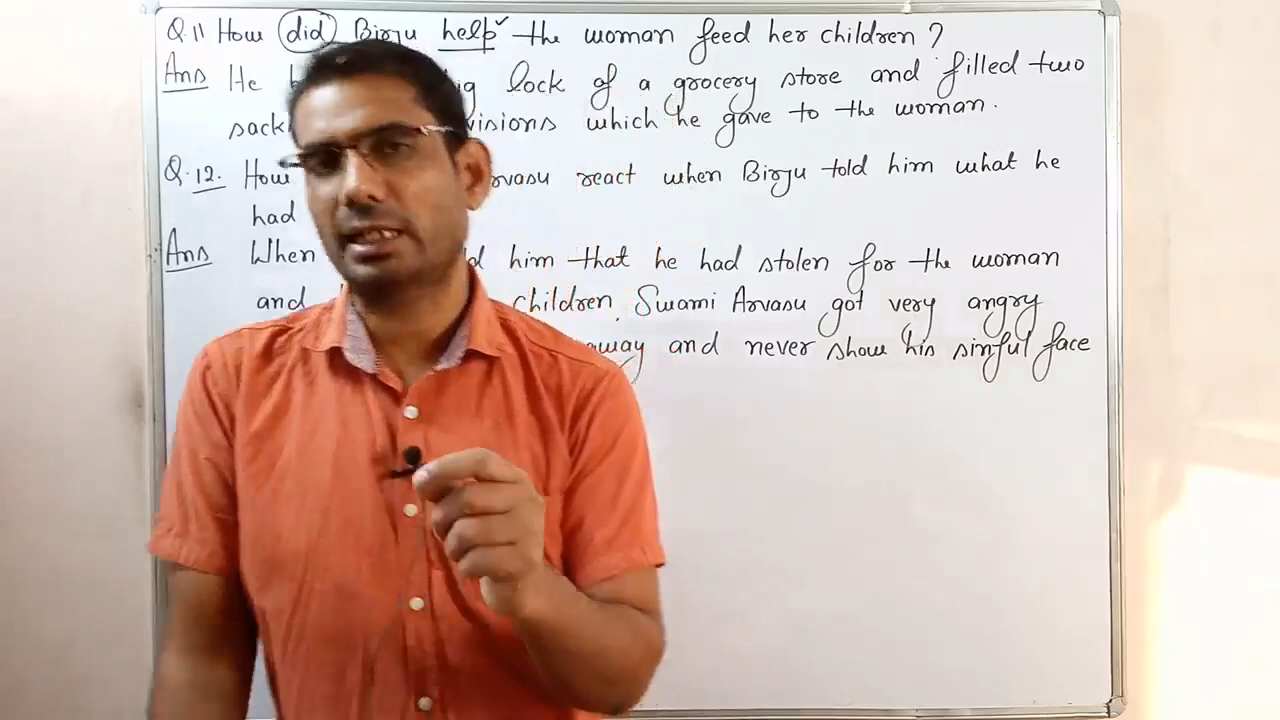 Q.11 How did Birju help the woman feed her children ?
Ans He lock of a grocery store and filled two
which he gave to the woman.
Q.12. How react when Birju told him what he
had
Ans When him that he had stolen for the woman
and children, Swami Arvasu got very angry
away and never show his sinful face